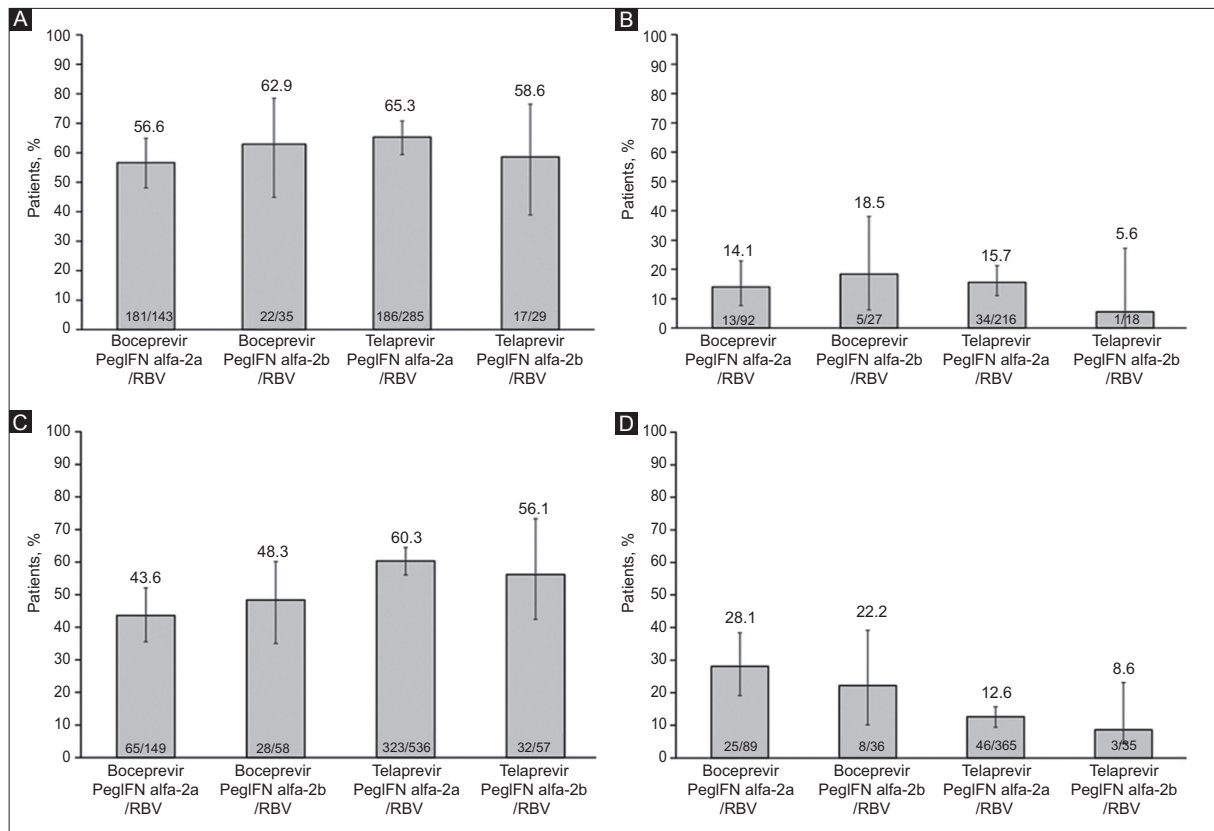 A
Patients, %
100
90
80
70
60
50
40
30
20
10
0
56.6
62.9
65.3
58.6
181/143
22/35
186/285
17/29
Boceprevir
PegIFN alfa-2a
/RBV
Boceprevir
PegIFN alfa-2b
/RBV
Telaprevir
PegIFN alfa-2a
/RBV
Telaprevir
PegIFN alfa-2b
/RBV
B
Patients, %
100
90
80
70
60
50
40
30
20
10
0
14.1
18.5
15.7
5.6
13/92
5/27
34/216
1/18
Boceprevir
PegIFN alfa-2a
/RBV
Boceprevir
PegIFN alfa-2b
/RBV
Telaprevir
PegIFN alfa-2a
/RBV
Telaprevir
PegIFN alfa-2b
/RBV
C
Patients, %
100
90
80
70
60
50
40
30
20
10
0
43.6
48.3
60.3
56.1
65/149
28/58
323/536
32/57
Boceprevir
PegIFN alfa-2a
/RBV
Boceprevir
PegIFN alfa-2b
/RBV
Telaprevir
PegIFN alfa-2a
/RBV
Telaprevir
PegIFN alfa-2b
/RBV
D
Patients, %
100
90
80
70
60
50
40
30
20
10
0
28.1
22.2
12.6
8.6
25/89
8/36
46/365
3/35
Boceprevir
PegIFN alfa-2a
/RBV
Boceprevir
PegIFN alfa-2b
/RBV
Telaprevir
PegIFN alfa-2a
/RBV
Telaprevir
PegIFN alfa-2b
/RBV